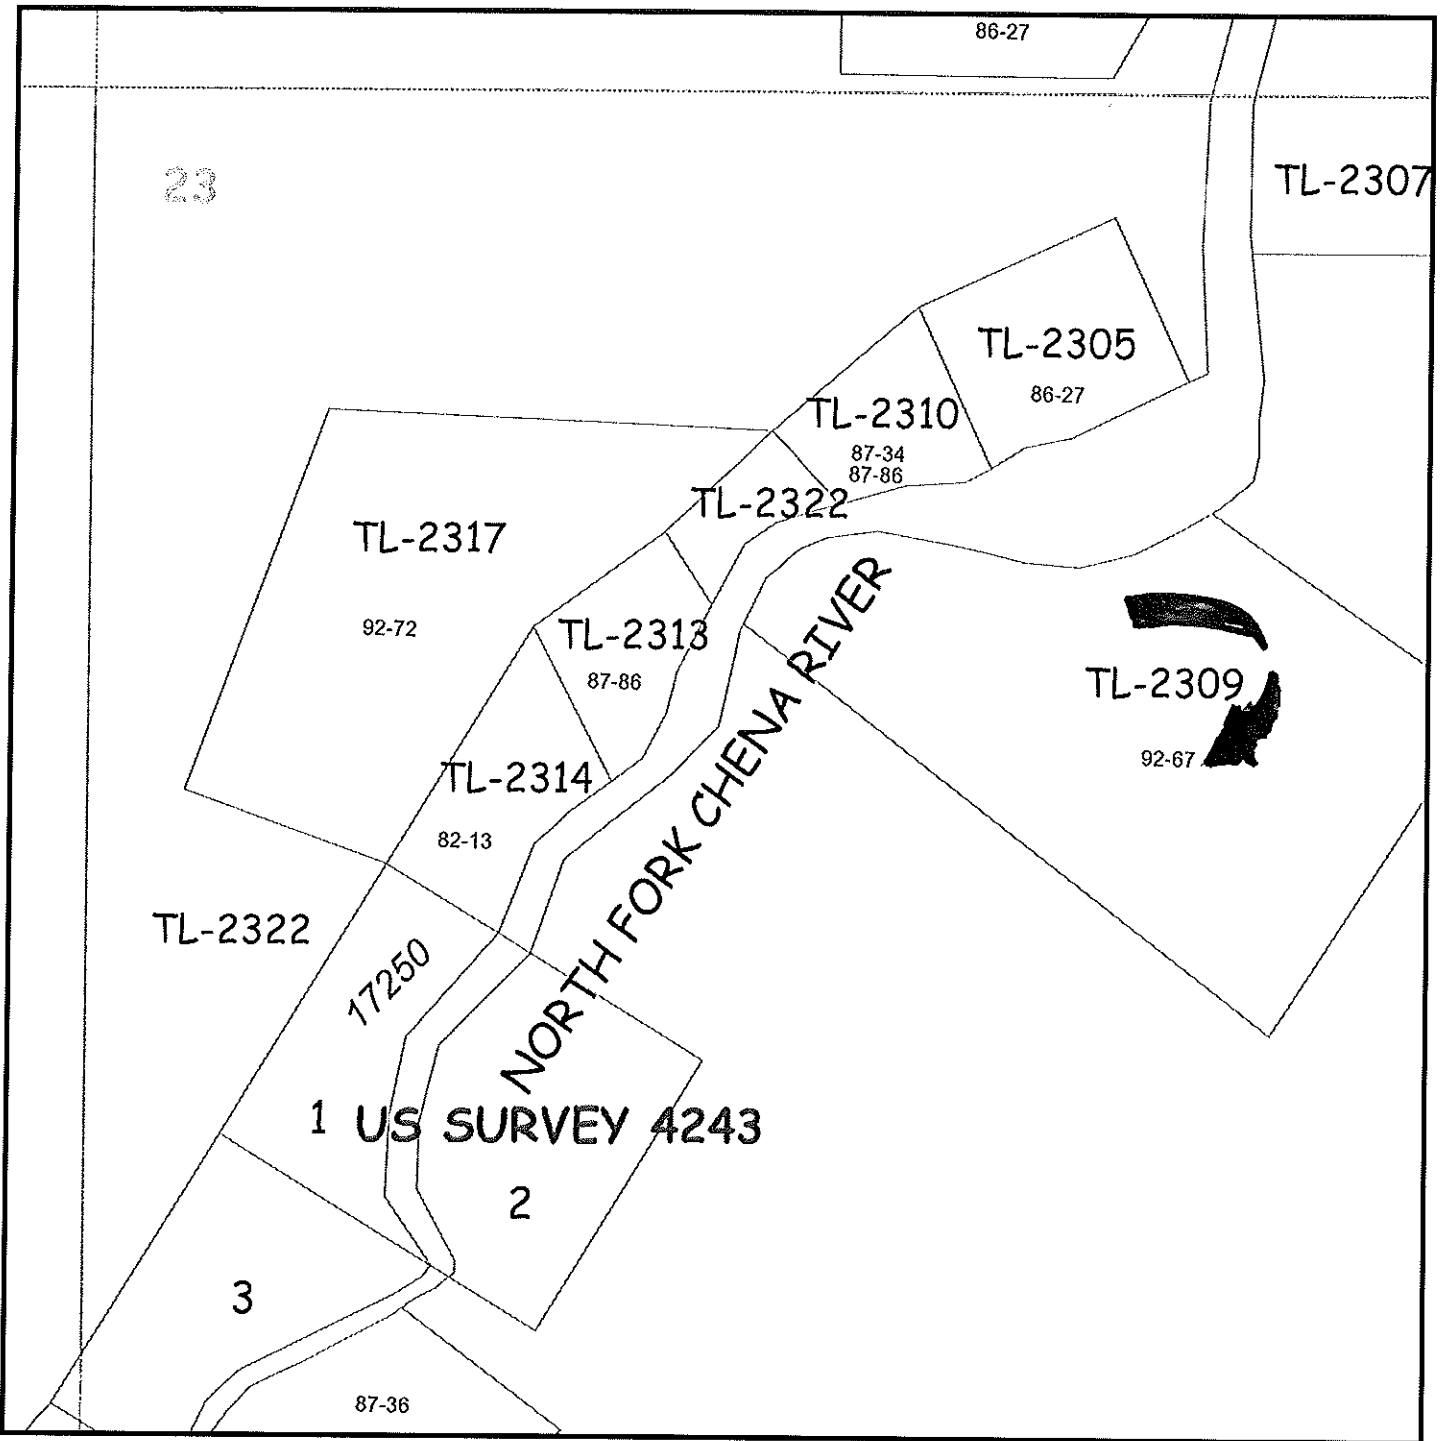 86-27
23
TL-2307
TL-2305
86-27
TL-2310
87-34
87-86
TL-2322
TL-2317
92-72
TL-2313
87-86
TL-2309
92-67
TL-2314
82-13
NORTH FORK CHENA RIVER
TL-2322
17250
1 US SURVEY 4243
2
3
87-36